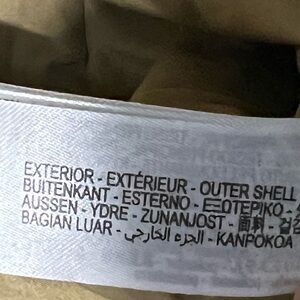 EXTERIOR - EXTÉRIEUR - OUTER SHELL
BUITENKANT - ESTERNO - ΕΞΩΤΕΡΙΚΟ -
AUSSEN - YDRE - ZUNANJOST - 面料 -
BAGIAN LUAR - الجزء الخارجي - KANPOKOA